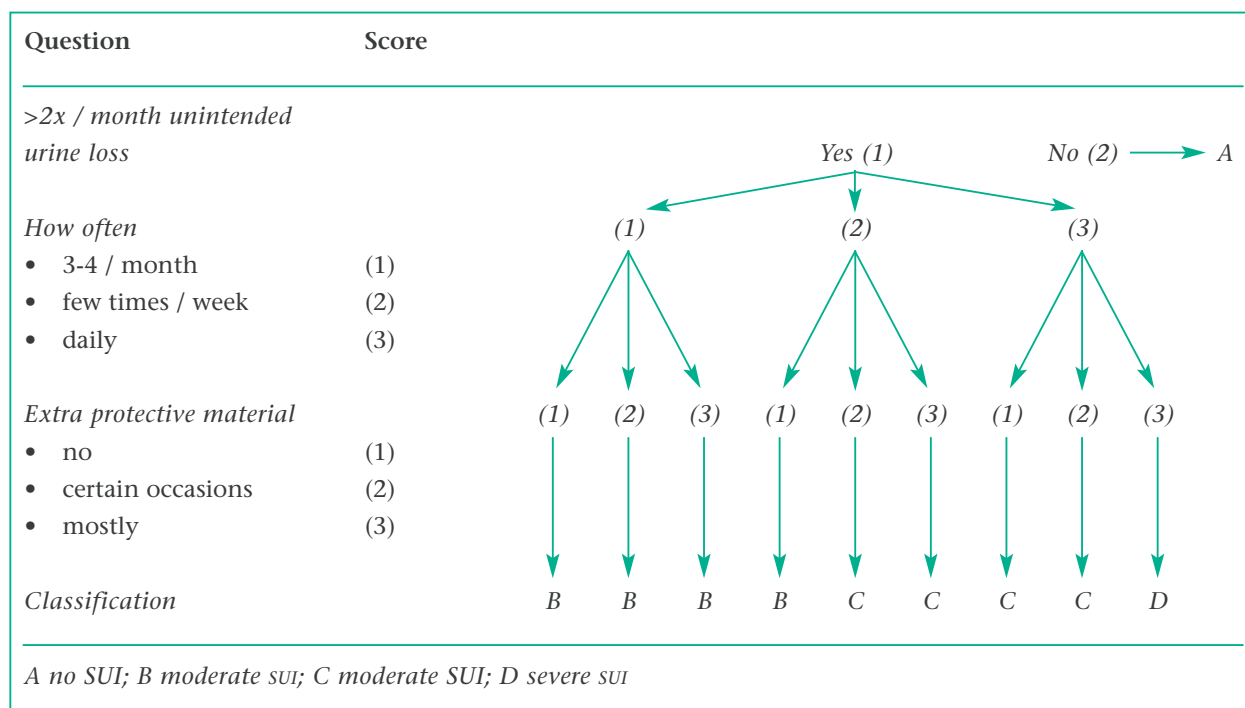 Question Score
>2x / month unintended
urine loss Yes (1) No (2) A
How often (1) (2) (3)
• 3-4 / month (1)
• few times / week (2)
• daily (3)
Extra protective material (1) (2) (3) (1) (2) (3) (1) (2) (3)
• no (1)
• certain occasions (2)
• mostly (3)
Classification B B B B C C C C D
A no SUI; B moderate SUI; C moderate SUI; D severe SUI